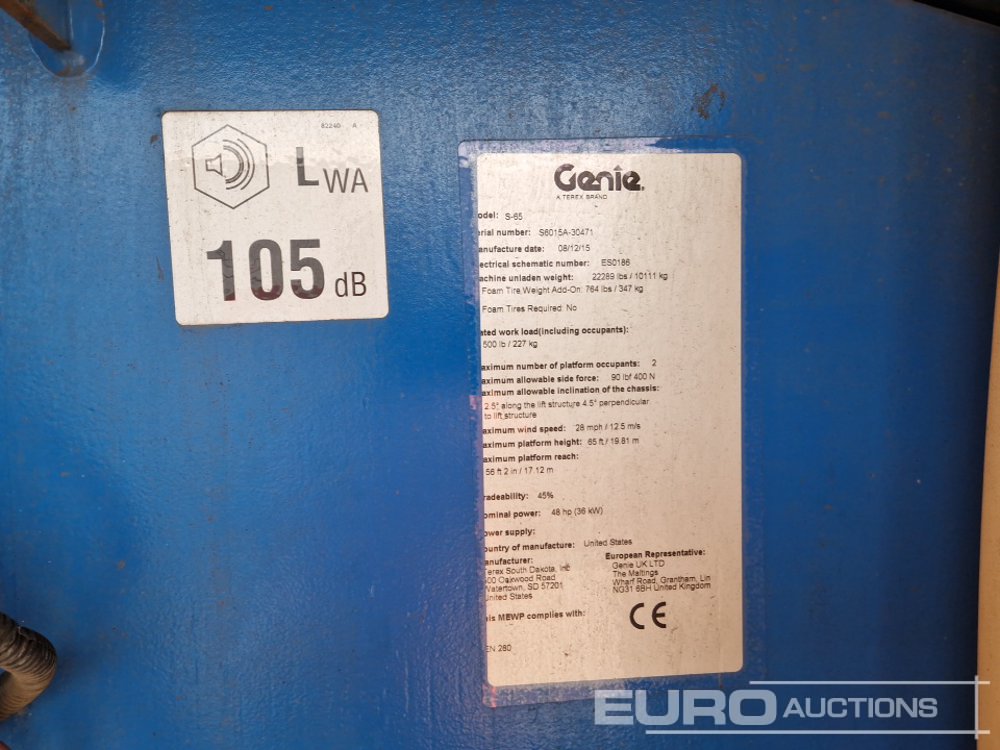 82240 A
LWA
105 dB
Genie
A TEREX BRAND
odel: S-65
erial number: S6015A-30471
anufacture date: 08/12/15
ectrical schematic number: ES0186
achine unladen weight: 22289 lbs / 10111 kg
Foam Tire Weight Add-On: 764 lbs / 347 kg
Foam Tires Required: No
ated work load(including occupants):
500 lb / 227 kg
aximum number of platform occupants: 2
aximum allowable side force: 90 lbf 400 N
aximum allowable inclination of the chassis:
2.5° along the lift structure 4.5° perpendicular
to lift structure
aximum wind speed: 28 mph / 12.5 m/s
aximum platform height: 65 ft / 19.81 m
aximum platform reach:
56 ft 2 in / 17.12 m
radeability: 45%
ominal power: 48 hp (36 kW)
ower supply:
ountry of manufacture: United States
anufacturer:
Terex South Dakota, Inc
500 Oakwood Road
Watertown, SD 57201
United States
European Representative:
Genie UK LTD
The Maltings
Wharf Road, Grantham, Lin
NG31 6BH United Kingdom
is MEWP complies with:
CE
EN 280
EURO AUCTIONS